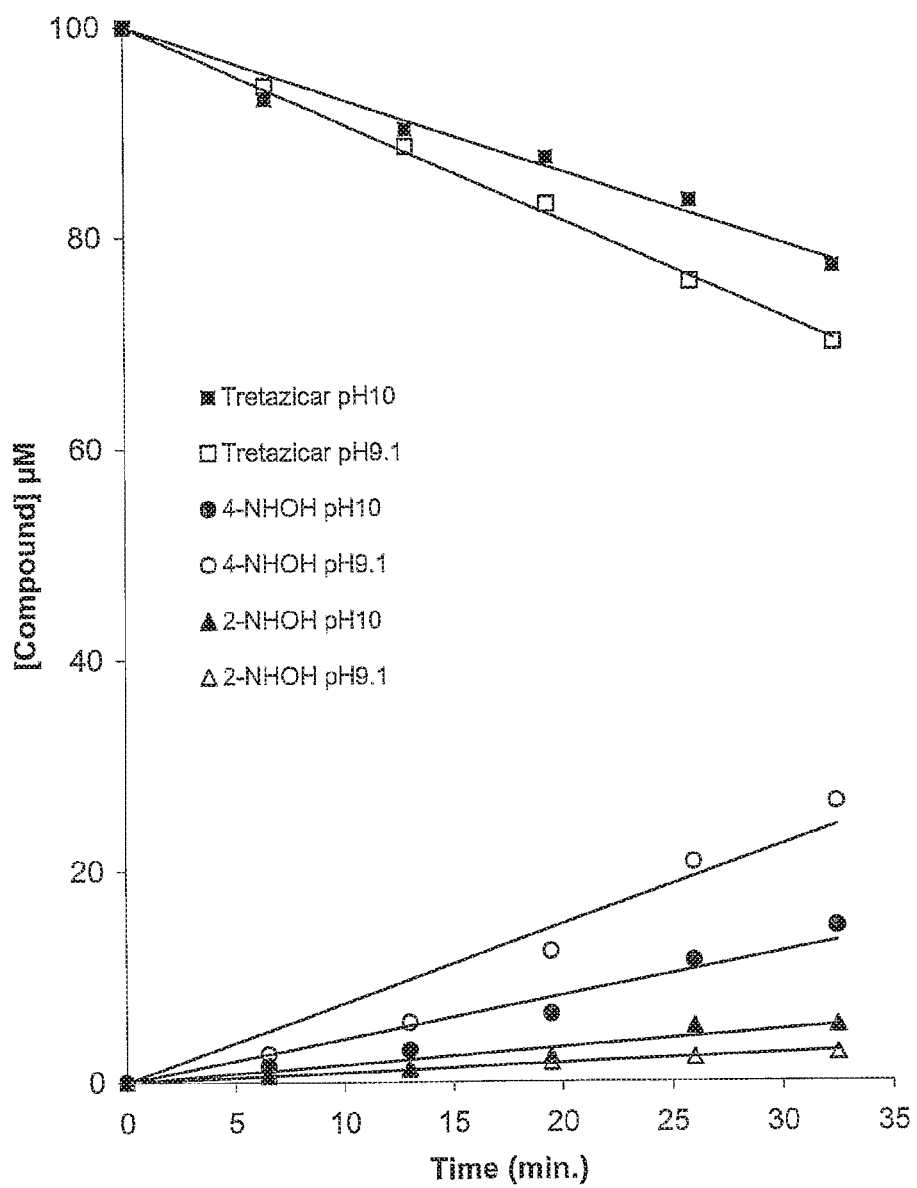 100
80
60
40
20
0
[Compound] µM
Tretazicar pH10
Tretazicar pH9.1
4-NHOH pH10
4-NHOH pH9.1
2-NHOH pH10
2-NHOH pH9.1
0 5 10 15 20 25 30 35
Time (min.)